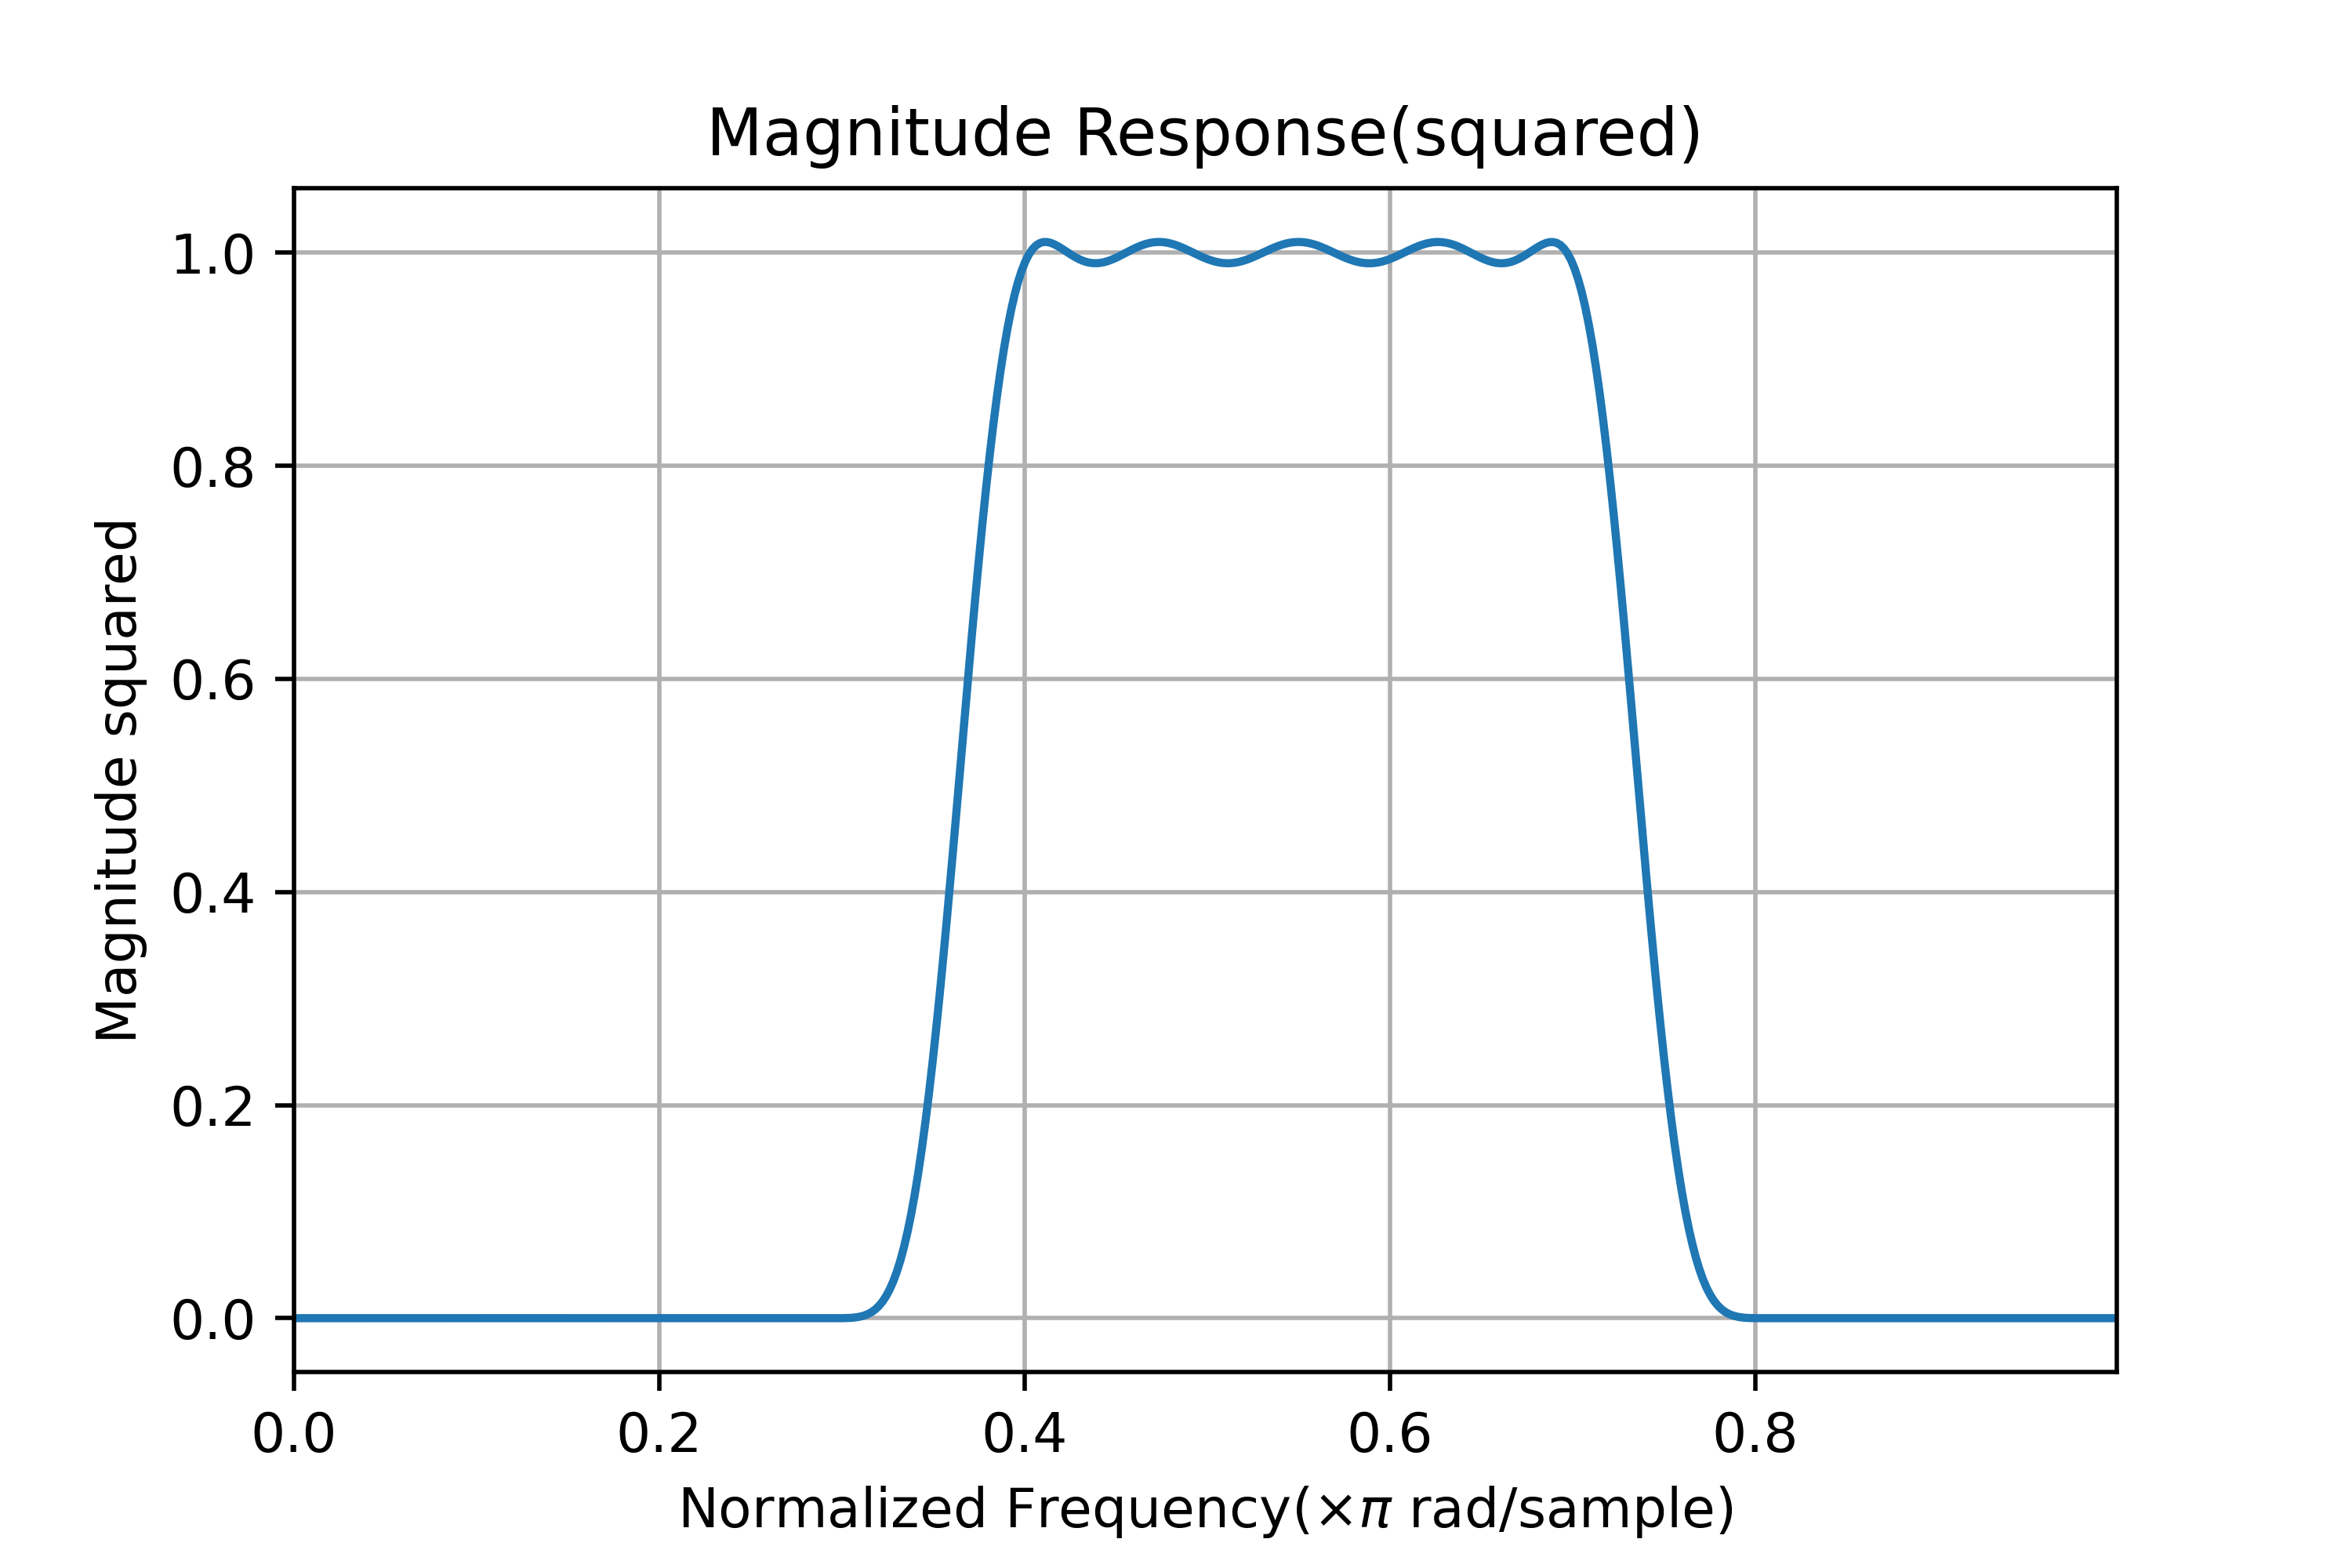 Magnitude Response(squared)
Magnitude squared
1.0
0.8
0.6
0.4
0.2
0.0
0.0 0.2 0.4 0.6 0.8
Normalized Frequency(×π rad/sample)